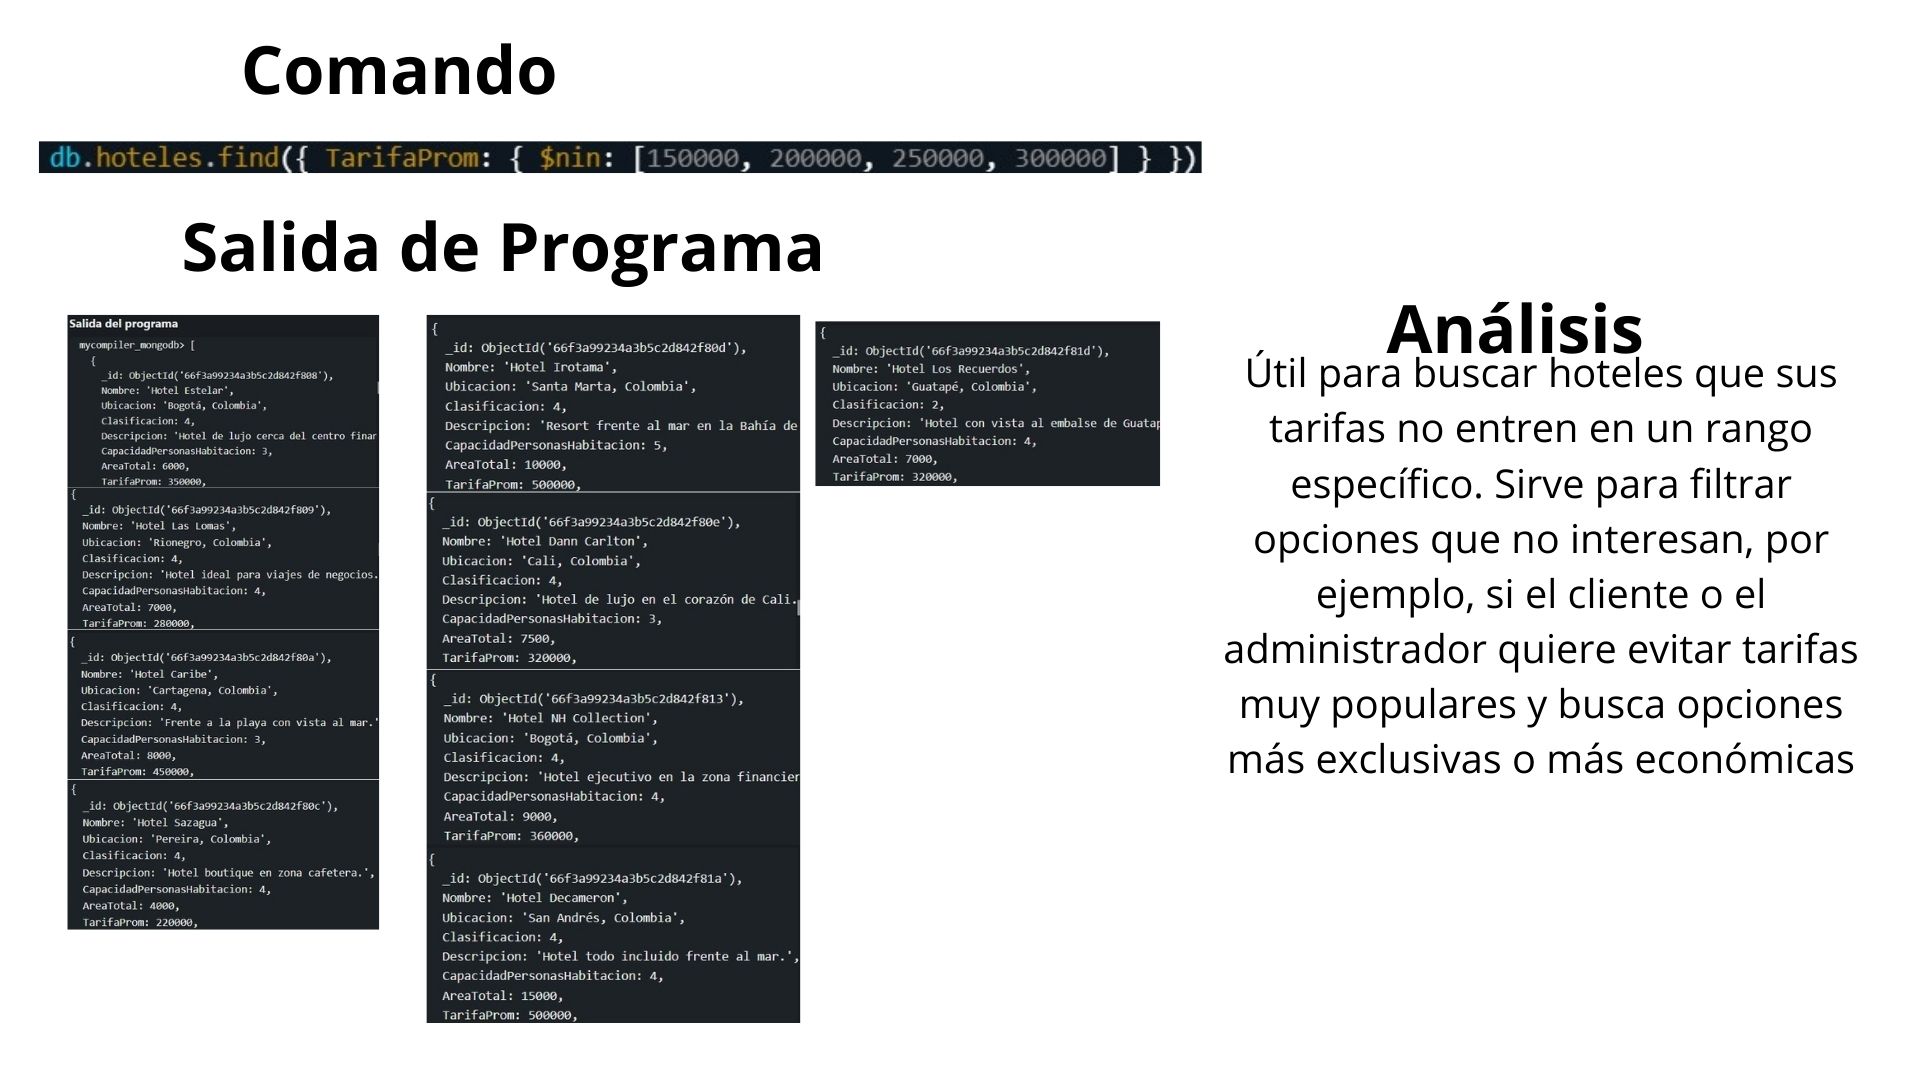 Comando
db.hoteles.find({ TarifaProm: { $nin: [150000, 200000, 250000, 300000] } })
Salida de Programa
Salida del programa
mycompiler_mongodb> [
{
_id: ObjectId('66f3a99234a3b5c2d842f808'),
Nombre: 'Hotel Estelar',
Ubicacion: 'Bogotá, Colombia',
Clasificacion: 4,
Descripcion: 'Hotel de lujo cerca del centro finan
CapacidadPersonasHabitacion: 3,
AreaTotal: 6000,
TarifaProm: 350000,
{
_id: ObjectId('66f3a99234a3b5c2d842f809'),
Nombre: 'Hotel Las Lomas',
Ubicacion: 'Rionegro, Colombia',
Clasificacion: 4,
Descripcion: 'Hotel ideal para viajes de negocios.
CapacidadPersonasHabitacion: 4,
AreaTotal: 7000,
TarifaProm: 280000,
{
_id: ObjectId('66f3a99234a3b5c2d842f80a'),
Nombre: 'Hotel Caribe',
Ubicacion: 'Cartagena, Colombia',
Clasificacion: 4,
Descripcion: 'Frente a la playa con vista al mar.'
CapacidadPersonasHabitacion: 3,
AreaTotal: 8000,
TarifaProm: 450000,
{
_id: ObjectId('66f3a99234a3b5c2d842f80c'),
Nombre: 'Hotel Sazagua',
Ubicacion: 'Pereira, Colombia',
Clasificacion: 4,
Descripcion: 'Hotel boutique en zona cafetera.',
CapacidadPersonasHabitacion: 4,
AreaTotal: 4000,
TarifaProm: 220000,
{
_id: ObjectId('66f3a99234a3b5c2d842f80d'),
Nombre: 'Hotel Irotama',
Ubicacion: 'Santa Marta, Colombia',
Clasificacion: 4,
Descripcion: 'Resort frente al mar en la Bahía de
CapacidadPersonasHabitacion: 5,
AreaTotal: 10000,
TarifaProm: 500000,
{
_id: ObjectId('66f3a99234a3b5c2d842f80e'),
Nombre: 'Hotel Dann Carlton',
Ubicacion: 'Cali, Colombia',
Clasificacion: 4,
Descripcion: 'Hotel de lujo en el corazón de Cali.
CapacidadPersonasHabitacion: 3,
AreaTotal: 7500,
TarifaProm: 320000,
{
_id: ObjectId('66f3a99234a3b5c2d842f813'),
Nombre: 'Hotel NH Collection',
Ubicacion: 'Bogotá, Colombia',
Clasificacion: 4,
Descripcion: 'Hotel ejecutivo en la zona financier
CapacidadPersonasHabitacion: 4,
AreaTotal: 9000,
TarifaProm: 360000,
{
_id: ObjectId('66f3a99234a3b5c2d842f81a'),
Nombre: 'Hotel Decameron',
Ubicacion: 'San Andrés, Colombia',
Clasificacion: 4,
Descripcion: 'Hotel todo incluido frente al mar.',
CapacidadPersonasHabitacion: 4,
AreaTotal: 15000,
TarifaProm: 500000,
{
_id: ObjectId('66f3a99234a3b5c2d842f81d'),
Nombre: 'Hotel Los Recuerdos',
Ubicacion: 'Guatapé, Colombia',
Clasificacion: 2,
Descripcion: 'Hotel con vista al embalse de Guatap
CapacidadPersonasHabitacion: 4,
AreaTotal: 7000,
TarifaProm: 320000,
Análisis
Útil para buscar hoteles que sus
tarifas no entren en un rango
específico. Sirve para filtrar
opciones que no interesan, por
ejemplo, si el cliente o el
administrador quiere evitar tarifas
muy populares y busca opciones
más exclusivas o más económicas